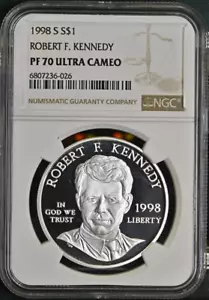 1998 S S$1
ROBERT F. KENNEDY
PF 70 ULTRA CAMEO
6807236-026
NUMISMATIC GUARANTY COMPANY
NGC
ROBERT F. KENNEDY
IN
GOD WE
TRUST
1998
LIBERTY